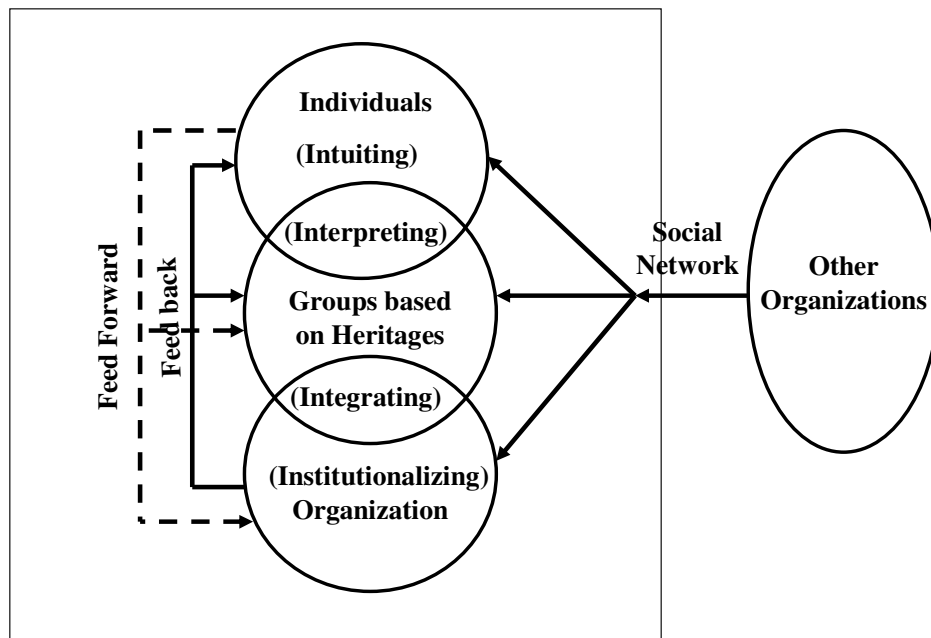 Individuals
(Intuiting)
(Interpreting)
Groups based
on Heritages
(Integrating)
(Institutionalizing)
Organization
Feed Forward
Feed back
Social
Network
Other
Organizations